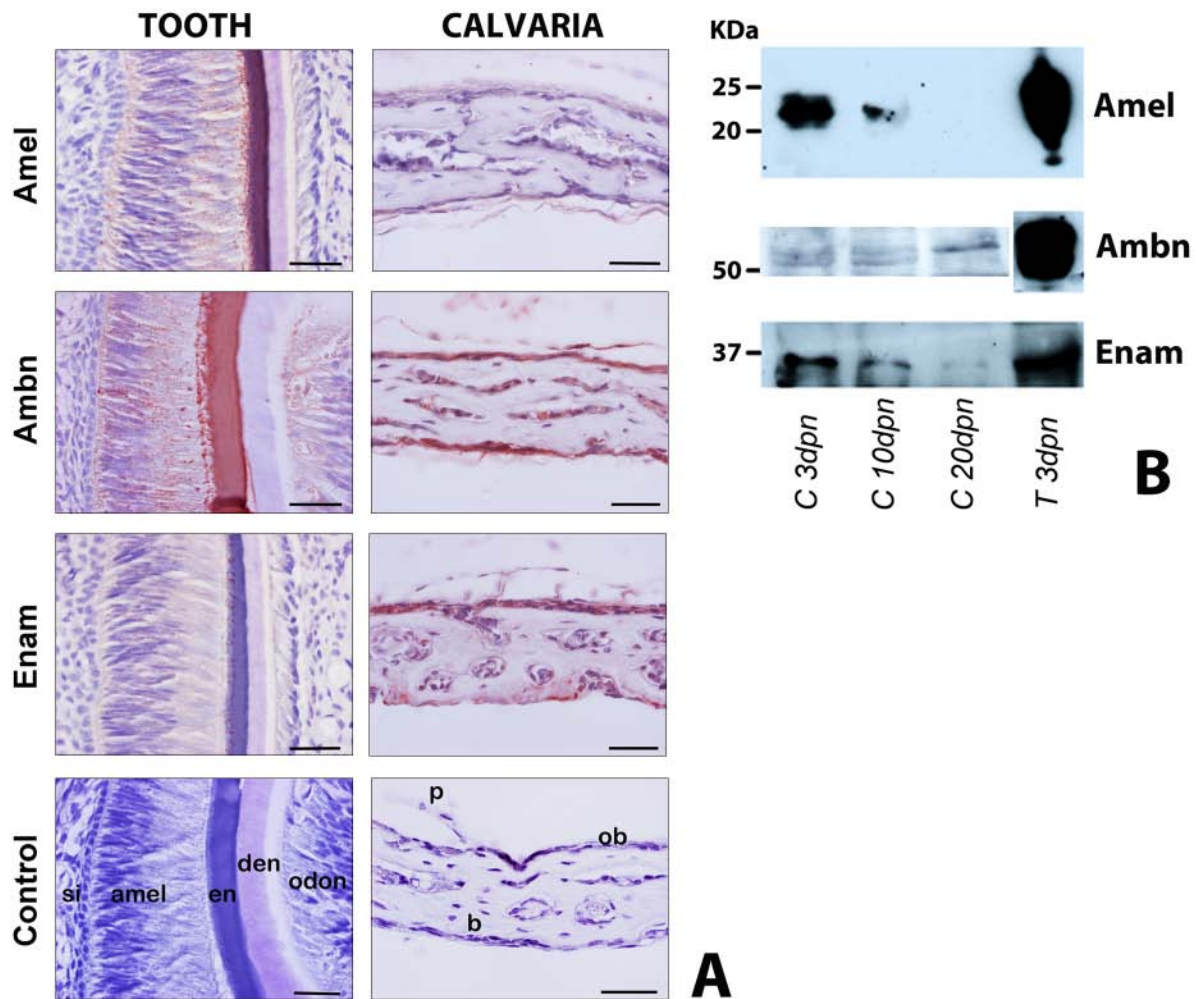 TOOTH CALVARIA
Amel
Ambn
Enam
Control
si amel en den odon
p ob b
A
KDa
25
20
Amel
50
Ambn
37
Enam
C 3dpn C 10dpn C 20dpn T 3dpn
B